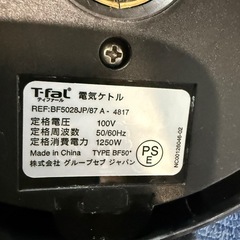 T-fal 電気ケトル
ティファール
REF:BF5028JP/87 A - 4817
定格電圧 100V
定格周波数 50/60Hz
定格消費電力 1250W
Made in China TYPE BF50*
株式会社 グループセブ ジャパン
PS
E
NC00126046-02